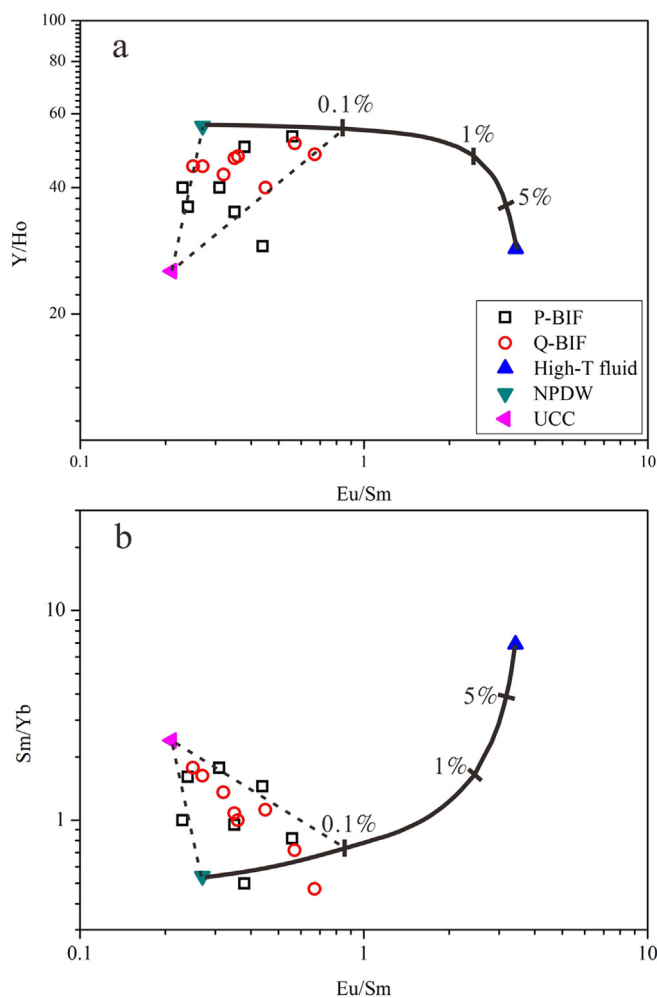 a
100
80
60
40
20
Y/Ho
0.1%
1%
5%
P-BIF
Q-BIF
High-T fluid
NPDW
UCC
0.1
1
10
Eu/Sm
b
10
1
Sm/Yb
5%
1%
0.1%
0.1
1
10
Eu/Sm